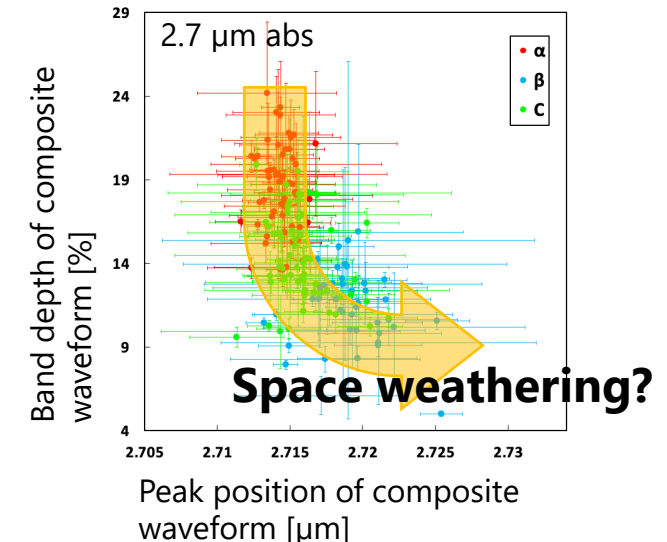 29
2.7 μm abs
α
β
C
24
19
14
9
4
Band depth of composite
waveform [%]
Space weathering?
2.705
2.71
2.715
2.72
2.725
2.73
Peak position of composite
waveform [μm]